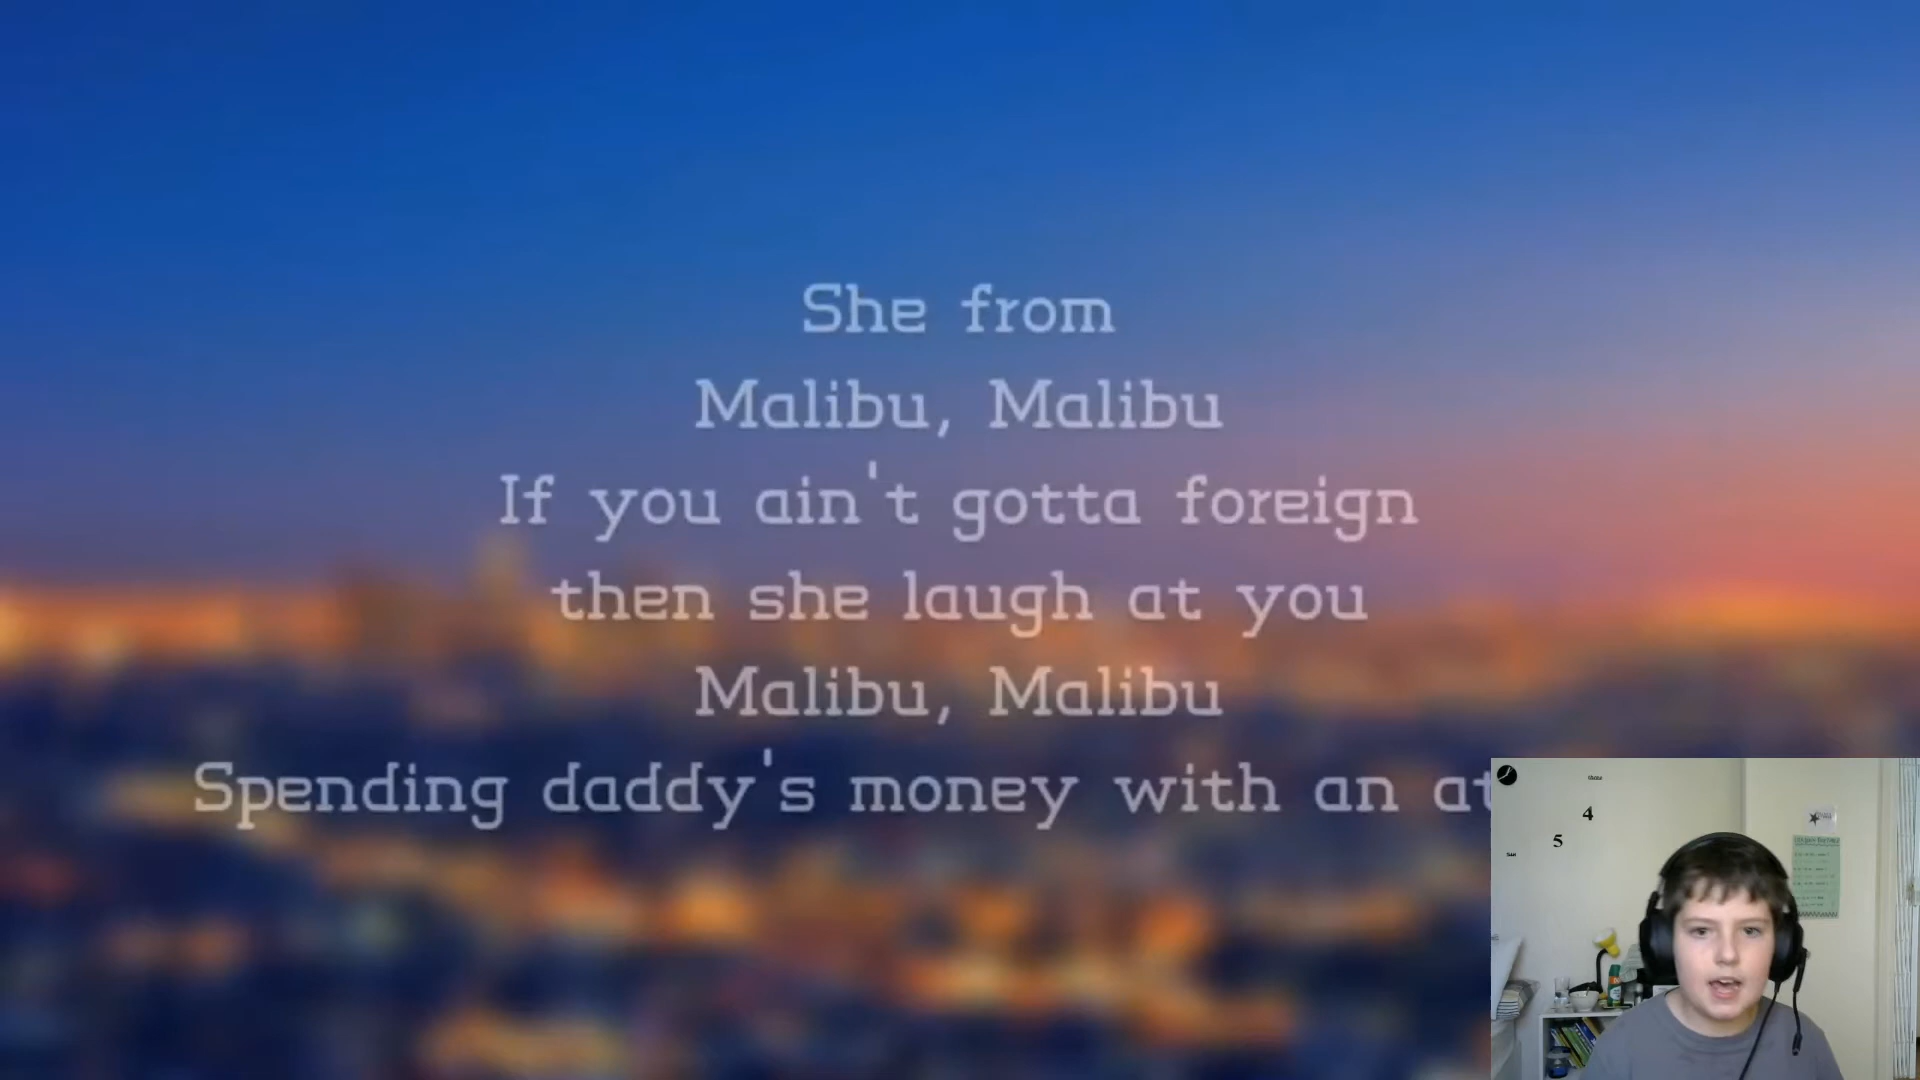 She from
Malibu, Malibu
If you ain't gotta foreign
then she laugh at you
Malibu, Malibu
Spending daddy's money with an at
4
5